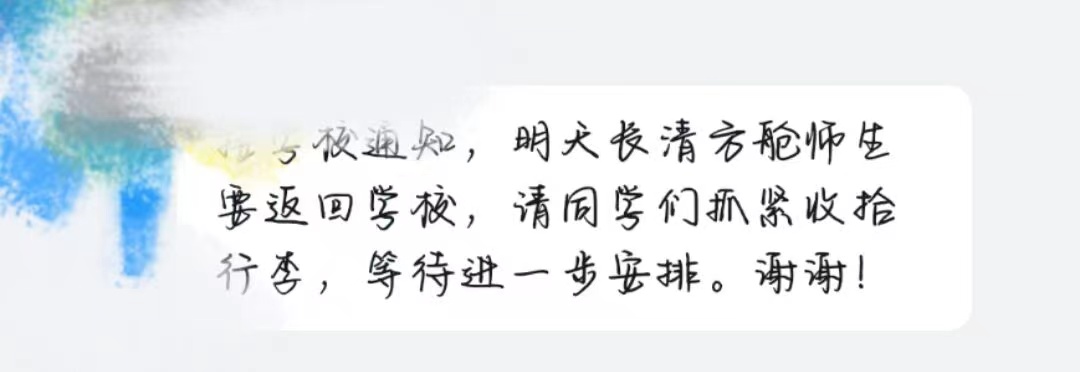 接学校通知，明天长清方舱师生
要返回学校，请同学们抓紧收拾
行李，等待进一步安排。谢谢！